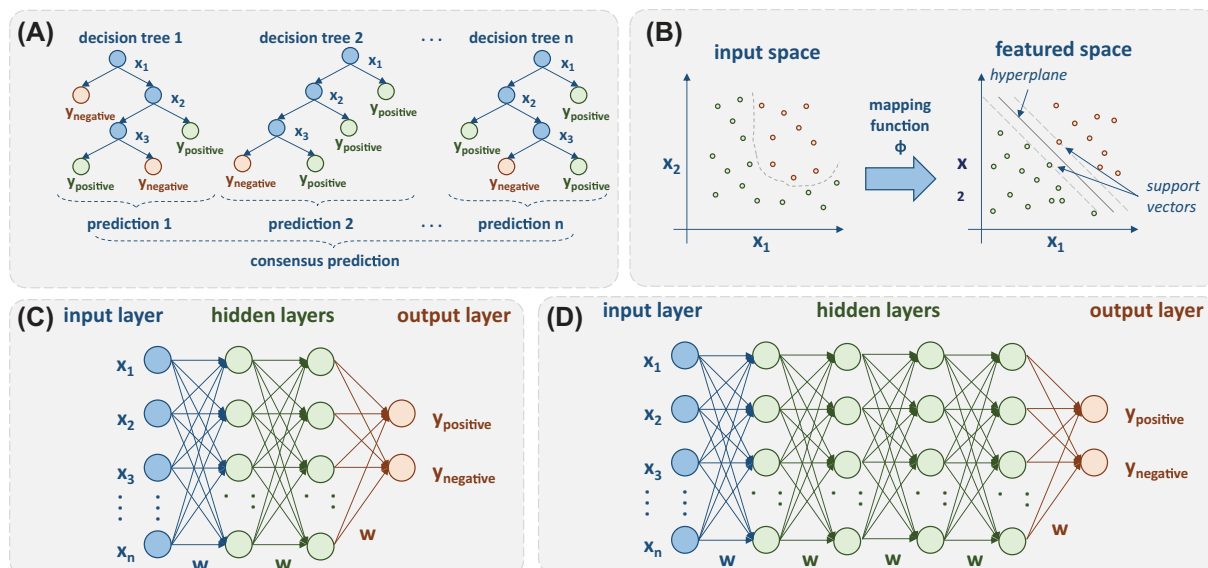 (A)
decision tree 1
decision tree 2
. . .
decision tree n
x1
x2
x3
ynegative
ypositive
ypositive
ynegative
x1
x2
x3
ypositive
ypositive
ynegative
ypositive
x1
x2
x3
ypositive
ypositive
ynegative
ypositive
prediction 1
prediction 2
. . .
prediction n
consensus prediction
(B)
input space
featured space
hyperplane
mapping
function
ϕ
x2
x1
x
2
x1
support
vectors
(C)
input layer
hidden layers
output layer
x1
x2
x3
xn
ypositive
ynegative
w
w
w
(D)
input layer
hidden layers
output layer
x1
x2
x3
xn
ypositive
ynegative
w
w
w
w
w